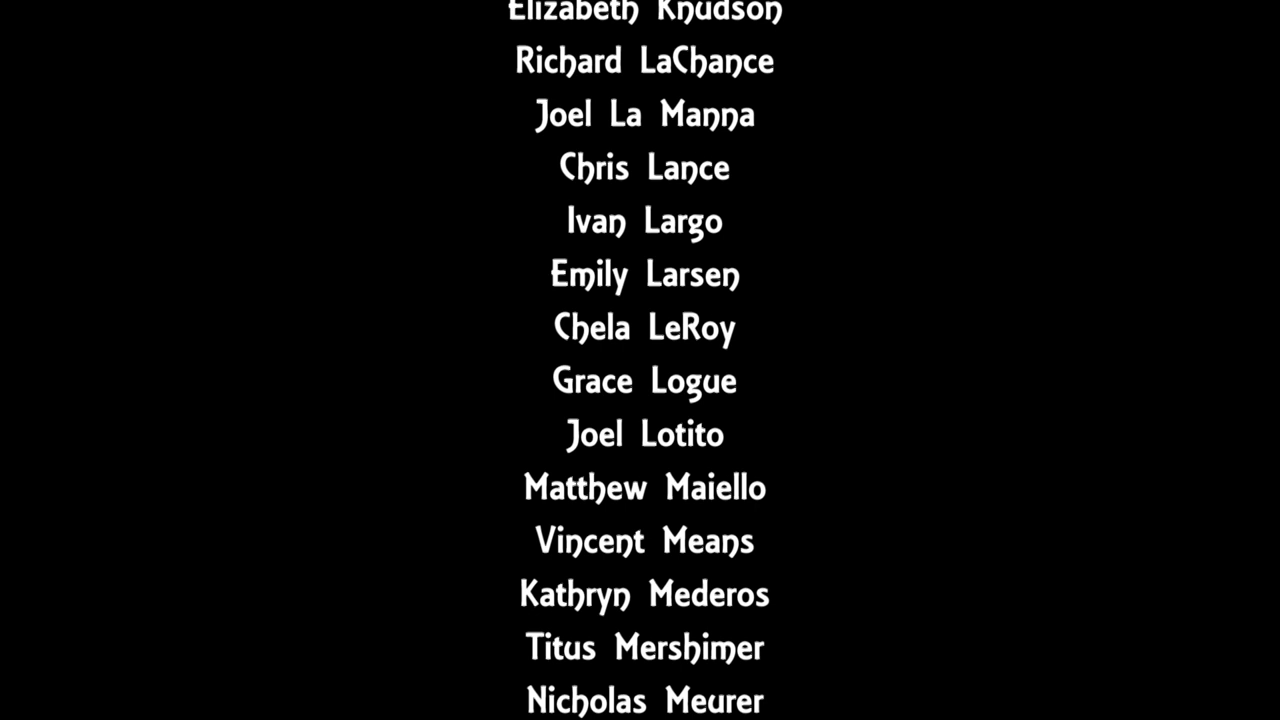 Elizabeth Knudson
Richard LaChance
Joel La Manna
Chris Lance
Ivan Largo
Emily Larsen
Chela LeRoy
Grace Logue
Joel Lotito
Matthew Maiello
Vincent Means
Kathryn Mederos
Titus Mershimer
Nicholas Meurer